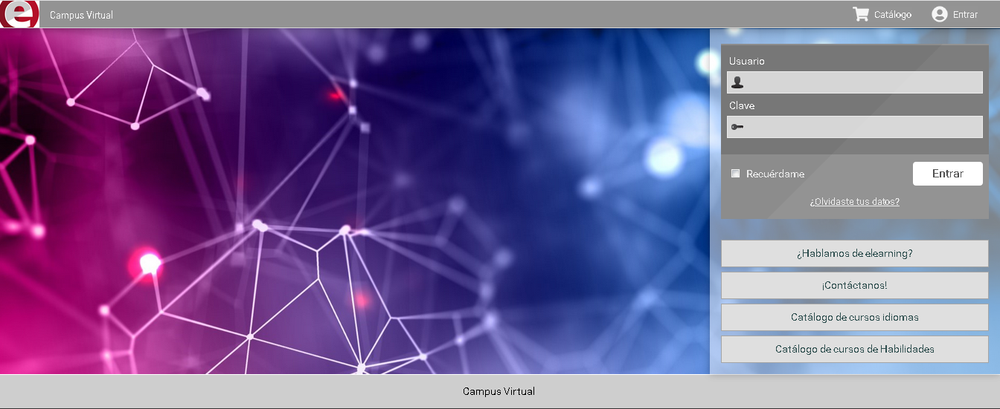 e
Campus Virtual
Catálogo
Entrar
Usuario
Clave
Recuérdame
Entrar
¿Olvidaste tus datos?
¿Hablamos de elearning?
¡Contáctanos!
Catálogo de cursos idiomas
Catálogo de cursos de Habilidades
Campus Virtual